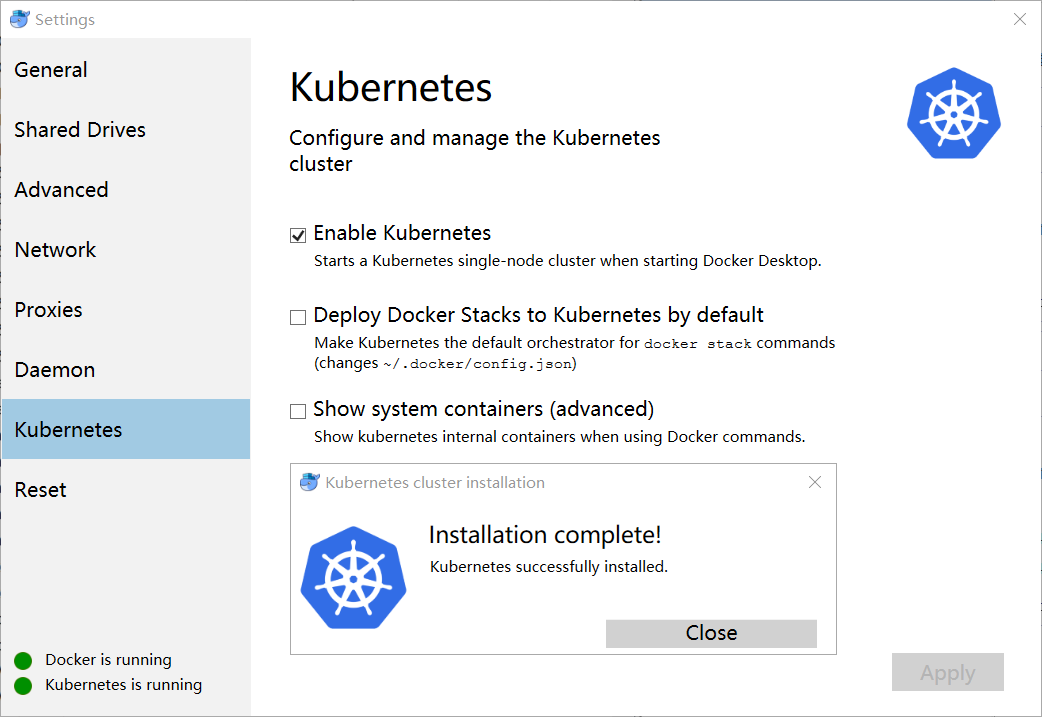 Settings
General
Shared Drives
Advanced
Network
Proxies
Daemon
Kubernetes
Reset
Docker is running
Kubernetes is running
Kubernetes
Configure and manage the Kubernetes
cluster
Enable Kubernetes
Starts a Kubernetes single-node cluster when starting Docker Desktop.
Deploy Docker Stacks to Kubernetes by default
Make Kubernetes the default orchestrator for docker stack commands
(changes ~/.docker/config.json)
Show system containers (advanced)
Show kubernetes internal containers when using Docker commands.
Kubernetes cluster installation
Installation complete!
Kubernetes successfully installed.
Close
Apply